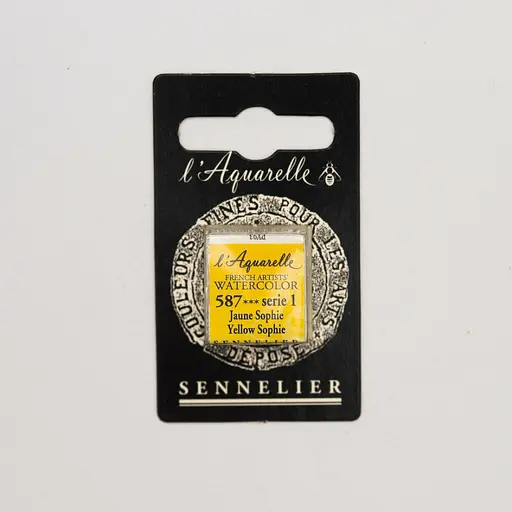 l'Aquarelle
COULEURS FINES POUR LES ARTS
l'Aquarelle
FRENCH ARTISTS'
WATERCOLOR
587*** serie 1
Jaune Sophie
Yellow Sophie
SENNELIER
DÉPOSÉ
SENNELIER